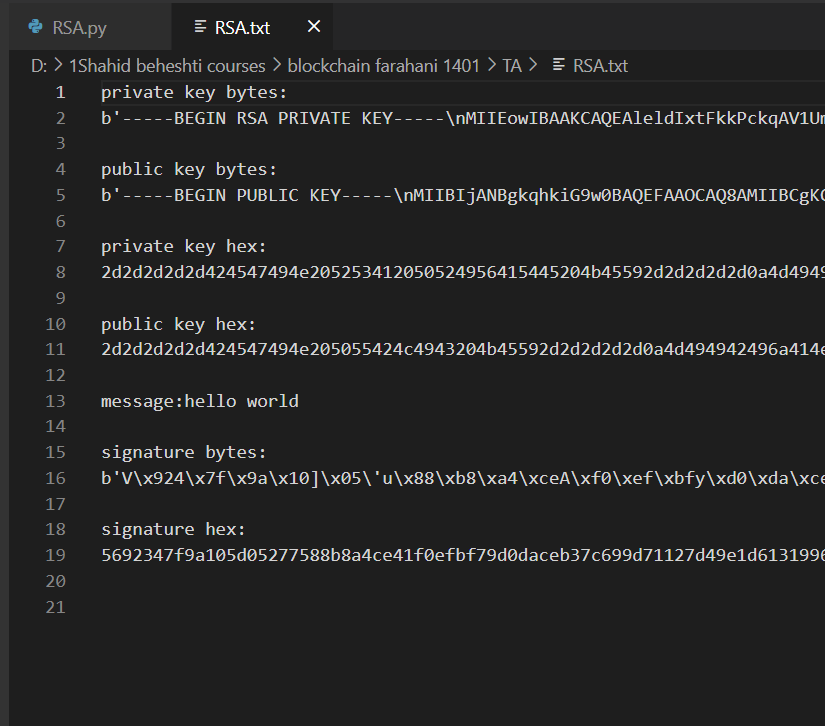 RSA.py
RSA.txt
D: > 1Shahid beheshti courses > blockchain farahani 1401 > TA > RSA.txt
1 private key bytes:
2 b'-----BEGIN RSA PRIVATE KEY-----\nMIIEowIBAAKCAQEAleldIxtFkkPckqAV1Um
3
4 public key bytes:
5 b'-----BEGIN PUBLIC KEY-----\nMIIBIjANBgkqhkiG9w0BAQEFAAOCAQ8AMIIBCgKC
6
7 private key hex:
8 2d2d2d2d2d424547494e205253412050524956415445204b45592d2d2d2d2d0a4d4949
9
10 public key hex:
11 2d2d2d2d2d424547494e205055424c4943204b45592d2d2d2d2d0a4d494942496a414e
12
13 message:hello world
14
15 signature bytes:
16 b'V\x924\x7f\x9a\x10]\x05\'u\x88\xb8\xa4\xceA\xf0\xef\xbfy\xd0\xda\xce
17
18 signature hex:
19 5692347f9a105d05277588b8a4ce41f0efbf79d0daceb37c699d71127d49e1d6131996
20
21